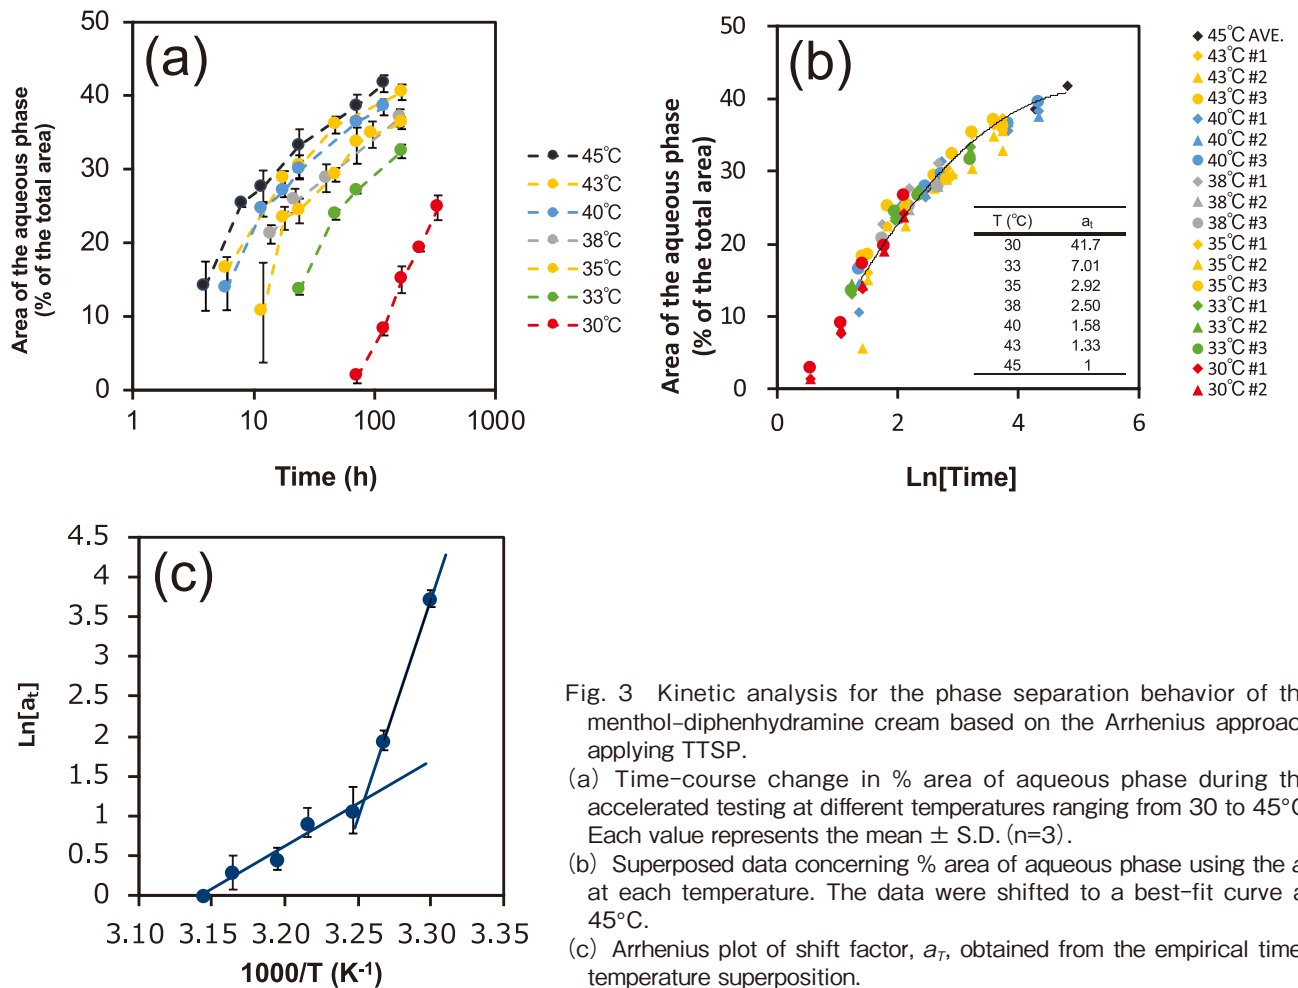 (a)
Area of the aqueous phase
(% of the total area)
50
40
30
20
10
0
1
10
100
1000
Time (h)
45℃
43℃
40℃
38℃
35℃
33℃
30℃
(b)
Area of the aqueous phase
(% of the total area)
50
40
30
20
10
0
0
2
4
6
Ln[Time]
T (℃) at
30 41.7
33 7.01
35 2.92
38 2.50
40 1.58
43 1.33
45 1
45℃ AVE.
43℃ #1
43℃ #2
43℃ #3
40℃ #1
40℃ #2
40℃ #3
38℃ #1
38℃ #2
38℃ #3
35℃ #1
35℃ #2
35℃ #3
33℃ #1
33℃ #2
33℃ #3
30℃ #1
30℃ #2
(c)
Ln[at.]
4.5
4
3.5
3
2.5
2
1.5
1
0.5
0
3.10 3.15 3.20 3.25 3.30 3.35
1000/T (K-1)
Fig. 3 Kinetic analysis for the phase separation behavior of th
menthol-diphenhydramine cream based on the Arrhenius approac
applying TTSP.
(a) Time-course change in % area of aqueous phase during th
accelerated testing at different temperatures ranging from 30 to 45°C
Each value represents the mean ± S.D. (n=3).
(b) Superposed data concerning % area of aqueous phase using the a
at each temperature. The data were shifted to a best-fit curve a
45°C.
(c) Arrhenius plot of shift factor, aT, obtained from the empirical time
temperature superposition.